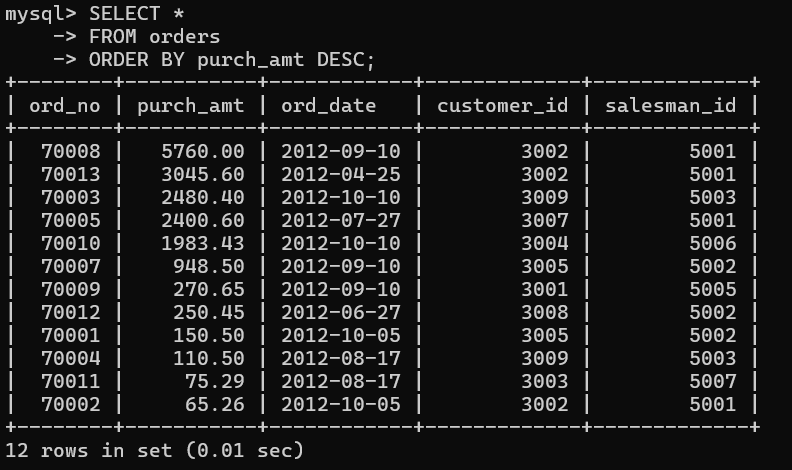 mysql> SELECT *
    -> FROM orders
    -> ORDER BY purch_amt DESC;
+--------+-----------+------------+-------------+-------------+
| ord_no | purch_amt | ord_date   | customer_id | salesman_id |
+--------+-----------+------------+-------------+-------------+
|  70008 |   5760.00 | 2012-09-10 |        3002 |        5001 |
|  70013 |   3045.60 | 2012-04-25 |        3002 |        5001 |
|  70003 |   2480.40 | 2012-10-10 |        3009 |        5003 |
|  70005 |   2400.60 | 2012-07-27 |        3007 |        5001 |
|  70010 |   1983.43 | 2012-10-10 |        3004 |        5006 |
|  70007 |    948.50 | 2012-09-10 |        3005 |        5002 |
|  70009 |    270.65 | 2012-09-10 |        3001 |        5005 |
|  70012 |    250.45 | 2012-06-27 |        3008 |        5002 |
|  70001 |    150.50 | 2012-10-05 |        3005 |        5002 |
|  70004 |    110.50 | 2012-08-17 |        3009 |        5003 |
|  70011 |     75.29 | 2012-08-17 |        3003 |        5007 |
|  70002 |     65.26 | 2012-10-05 |        3002 |        5001 |
+--------+-----------+------------+-------------+-------------+
12 rows in set (0.01 sec)